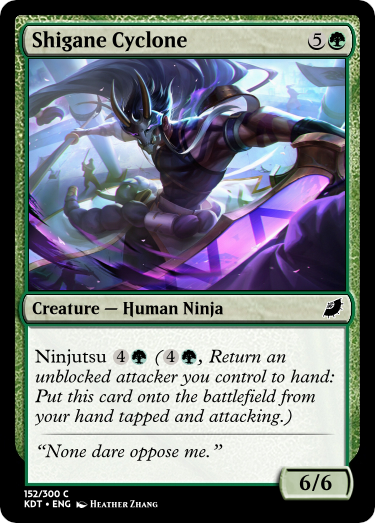 Shigane Cyclone 5
Creature — Human Ninja
Ninjutsu 4 (4, Return an
unblocked attacker you control to hand:
Put this card onto the battlefield from
your hand tapped and attacking.)
“None dare oppose me.”
6/6
152/300 C
KDT • ENG Heather Zhang